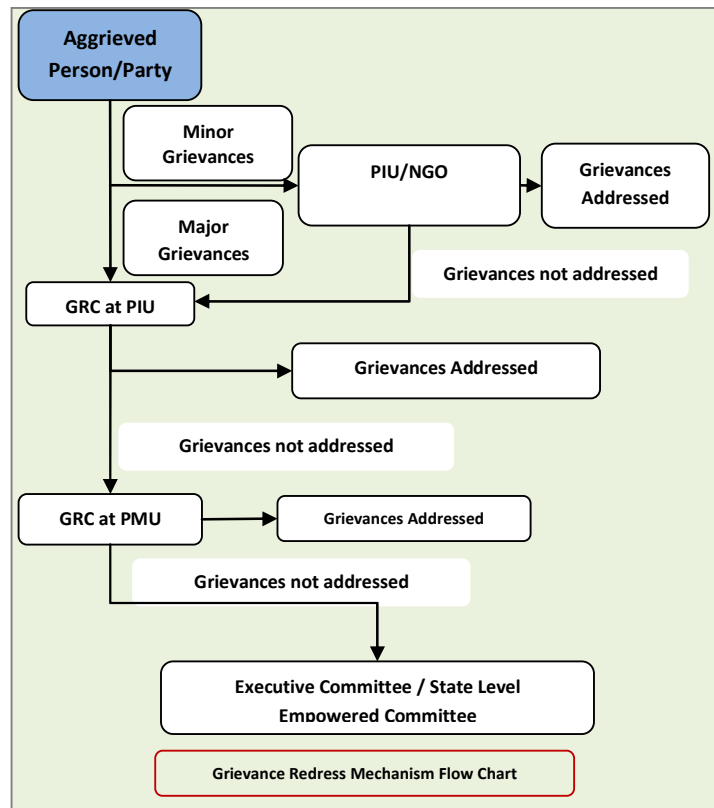 Aggrieved
Person/Party
Minor
Grievances
PIU/NGO
Grievances
Addressed
Major
Grievances
Grievances not addressed
GRC at PIU
Grievances Addressed
Grievances not addressed
GRC at PMU
Grievances Addressed
Grievances not addressed
Executive Committee / State Level
Empowered Committee
Grievance Redress Mechanism Flow Chart